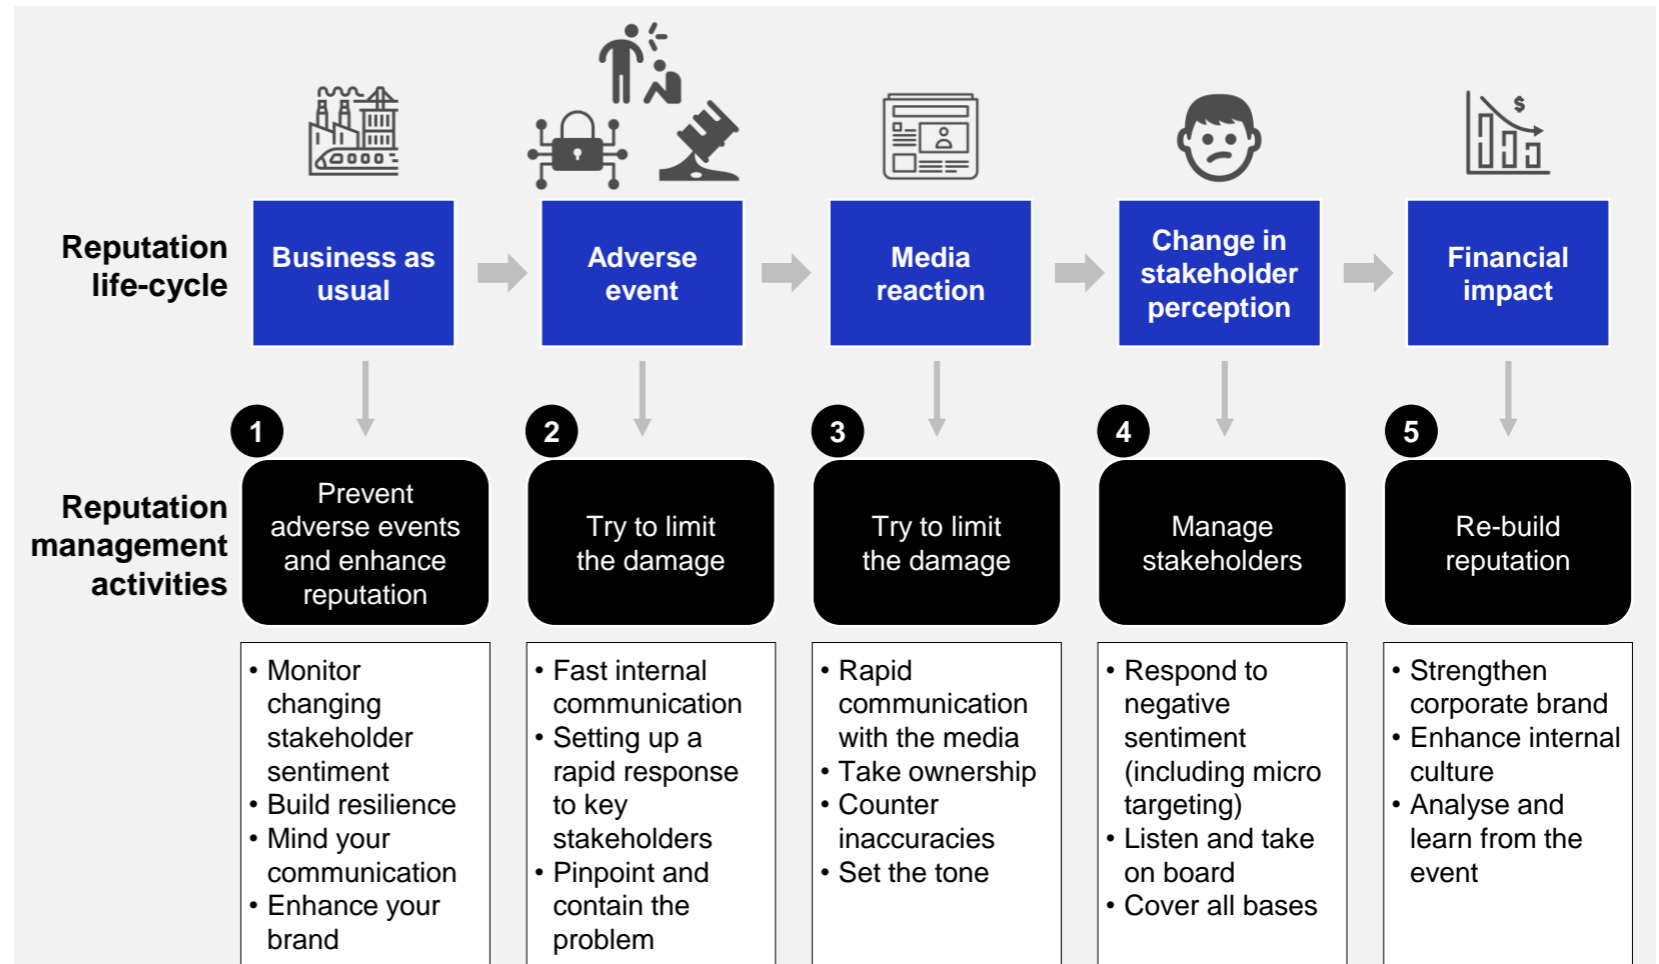 $
Reputation
life-cycle
Business as
usual
Adverse
event
Media
reaction
Change in
stakeholder
perception
Financial
impact
1
2
3
4
5
Reputation
management
activities
Prevent
adverse events
and enhance
reputation
Try to limit
the damage
Try to limit
the damage
Manage
stakeholders
Re-build
reputation
• Monitor
changing
stakeholder
sentiment
• Build resilience
• Mind your
communication
• Enhance your
brand
• Fast internal
communication
• Setting up a
rapid response
to key
stakeholders
• Pinpoint and
contain the
problem
• Rapid
communication
with the media
• Take ownership
• Counter
inaccuracies
• Set the tone
• Respond to
negative
sentiment
(including micro
targeting)
• Listen and take
on board
• Cover all bases
• Strengthen
corporate brand
• Enhance internal
culture
• Analyse and
learn from the
event